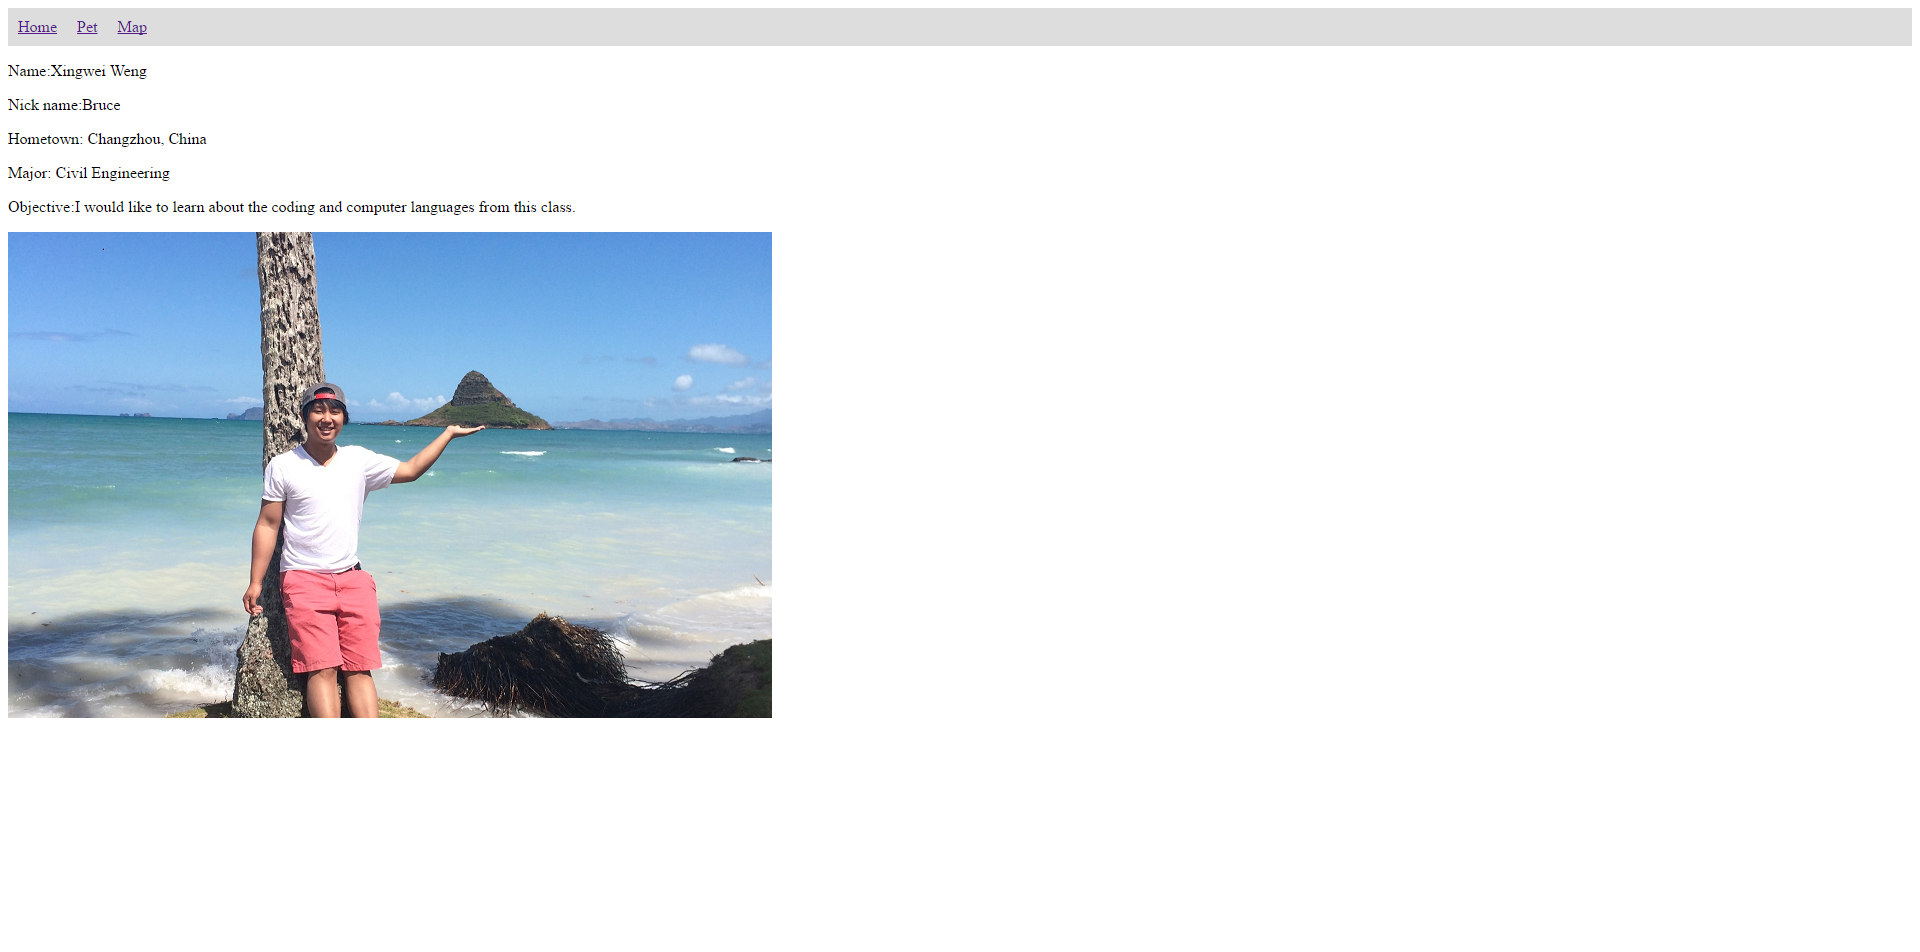 Home Pet Map
Name:Xingwei Weng
Nick name:Bruce
Hometown: Changzhou, China
Major: Civil Engineering
Objective:I would like to learn about the coding and computer languages from this class.